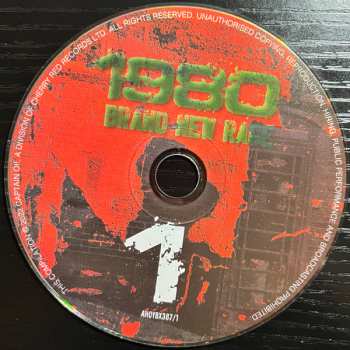 1980
BRAND NEW RAGE
1
AHOYBX387/1
THIS COMPILATION ℗ 2022 CAPTAIN OI! A DIVISION OF CHERRY RED RECORDS LTD. ALL RIGHTS RESERVED. UNAUTHORISED COPYING, REPRODUCTION, HIRING, PUBLIC PERFORMANCE AND BROADCASTING PROHIBITED